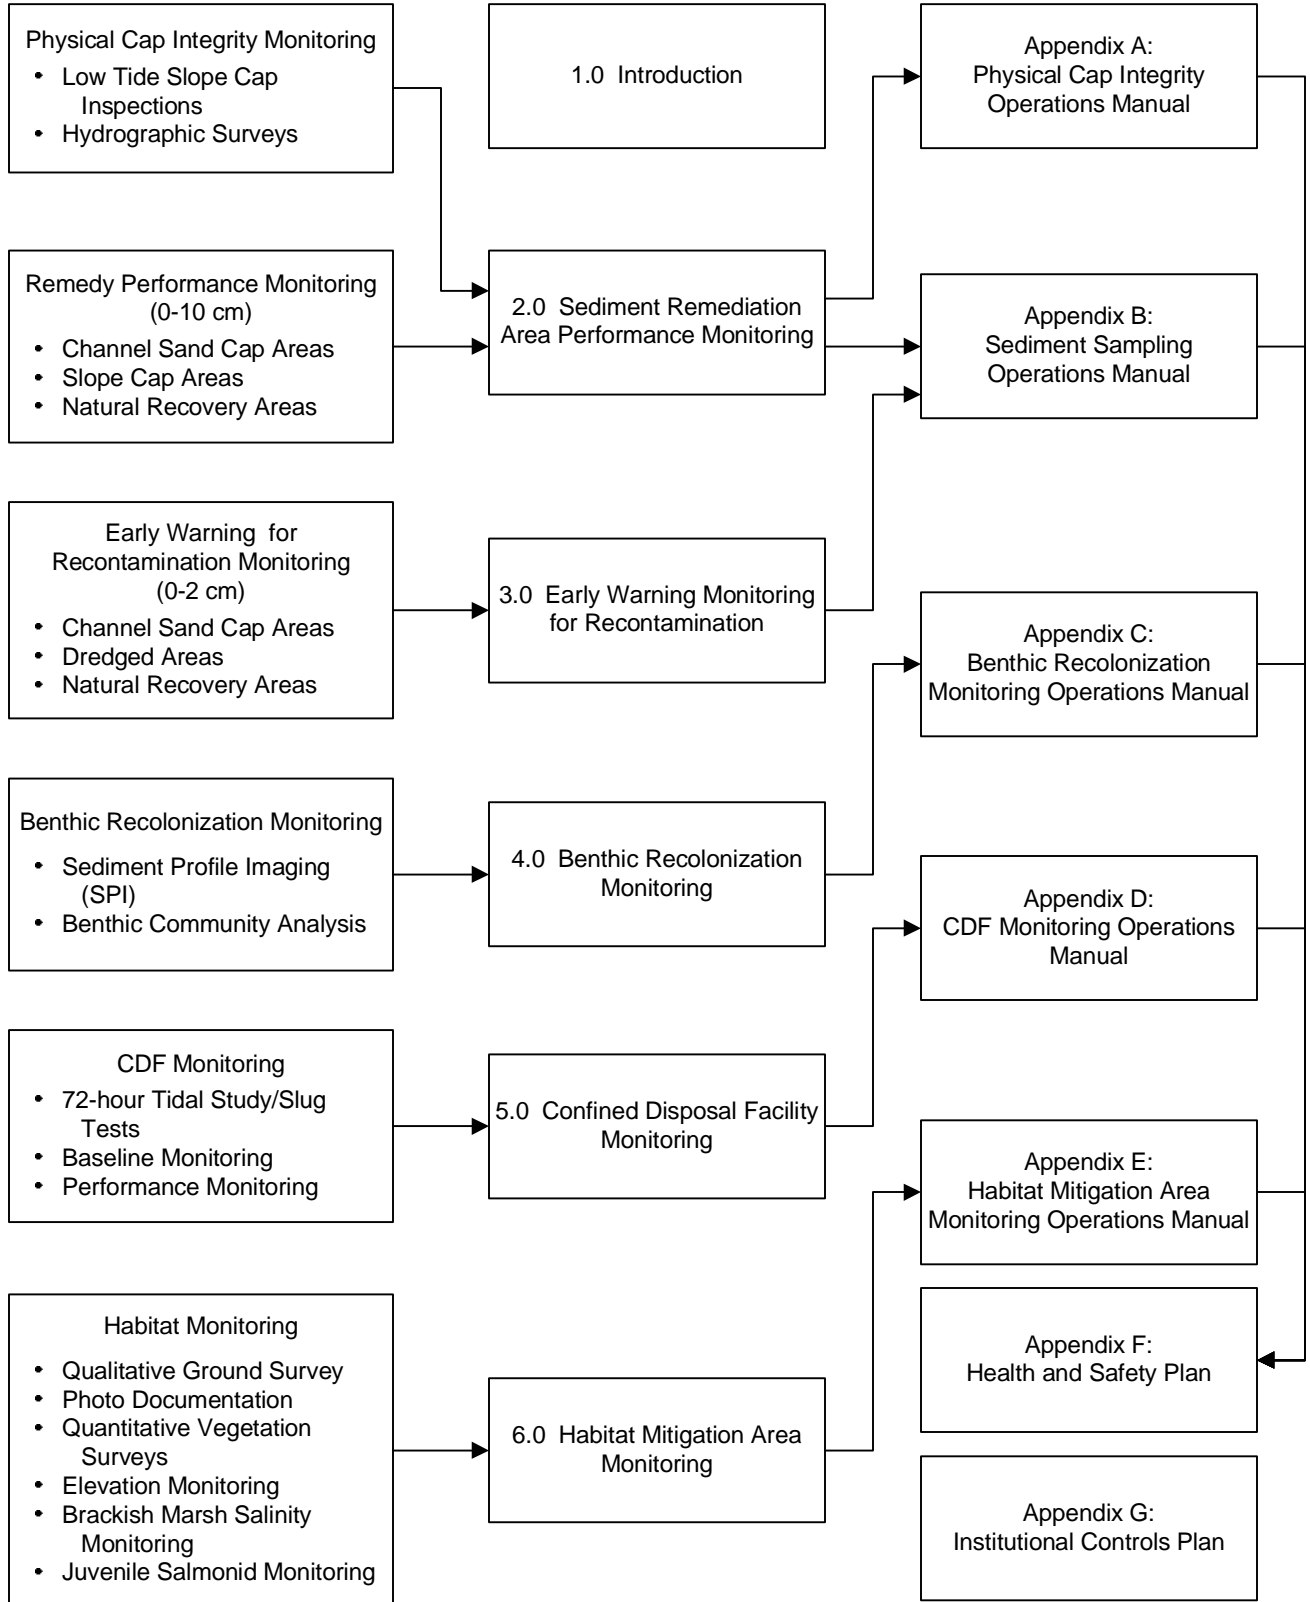 Physical Cap Integrity Monitoring
• Low Tide Slope Cap
Inspections
• Hydrographic Surveys
1.0 Introduction
Appendix A:
Physical Cap Integrity
Operations Manual
Remedy Performance Monitoring
(0-10 cm)
• Channel Sand Cap Areas
• Slope Cap Areas
• Natural Recovery Areas
2.0 Sediment Remediation
Area Performance Monitoring
Appendix B:
Sediment Sampling
Operations Manual
Early Warning for
Recontamination Monitoring
(0-2 cm)
• Channel Sand Cap Areas
• Dredged Areas
• Natural Recovery Areas
3.0 Early Warning Monitoring
for Recontamination
Appendix C:
Benthic Recolonization
Monitoring Operations Manual
Benthic Recolonization Monitoring
• Sediment Profile Imaging
(SPI)
• Benthic Community Analysis
4.0 Benthic Recolonization
Monitoring
Appendix D:
CDF Monitoring Operations
Manual
CDF Monitoring
• 72-hour Tidal Study/Slug
Tests
• Baseline Monitoring
• Performance Monitoring
5.0 Confined Disposal Facility
Monitoring
Appendix E:
Habitat Mitigation Area
Monitoring Operations Manual
Habitat Monitoring
• Qualitative Ground Survey
• Photo Documentation
• Quantitative Vegetation
Surveys
• Elevation Monitoring
• Brackish Marsh Salinity
Monitoring
• Juvenile Salmonid Monitoring
6.0 Habitat Mitigation Area
Monitoring
Appendix F:
Health and Safety Plan
Appendix G:
Institutional Controls Plan